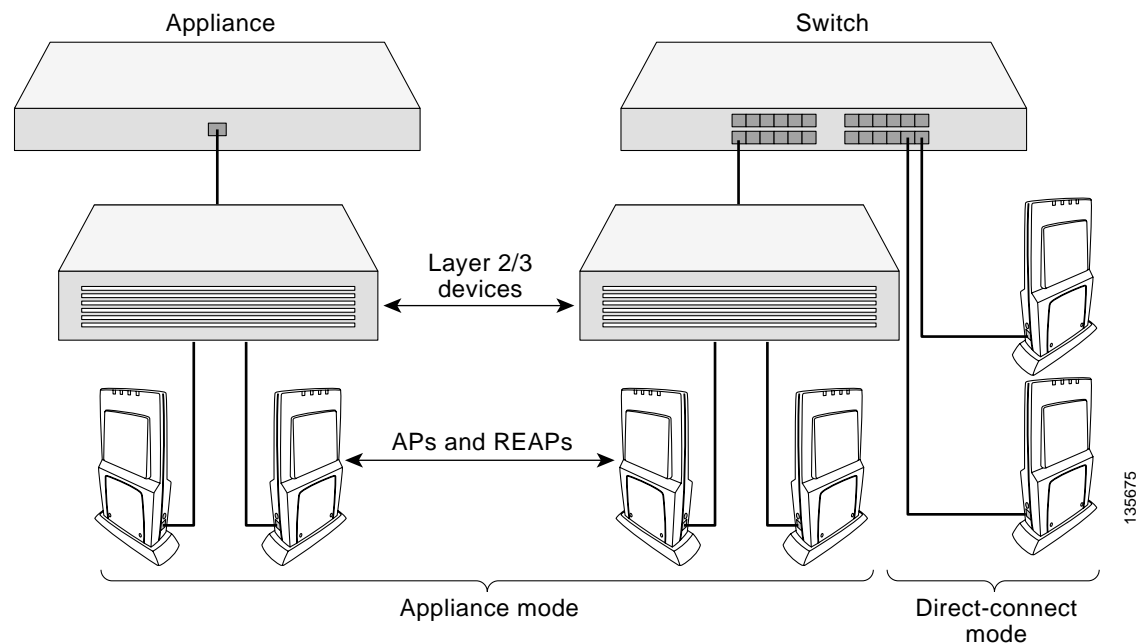 Appliance
Switch
Layer 2/3
devices
APs and REAPs
Appliance mode
Direct-connect
mode
135675